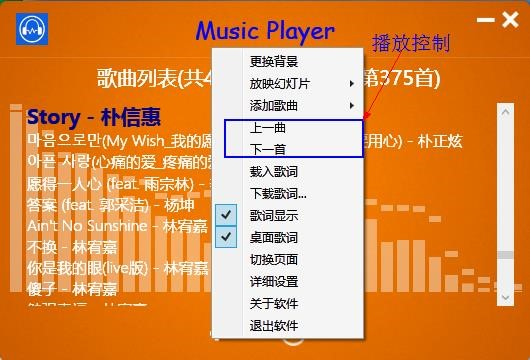 Music Player
播放控制
歌曲列表(共4
第375首)
Story - 朴信惠
마음으로만(My Wish_我的愿
用心) - 朴正炫
아픈 사랑(心痛的爱_疼痛的爱
愿得一人心 (feat. 雨宗林) -
答案 (feat. 郭采洁) - 杨坤
Ain't No Sunshine - 林宥嘉
不换 - 林宥嘉
你是我的眼(live版) - 林宥嘉
傻子 - 林宥嘉
更换背景
放映幻灯片
添加歌曲
上一曲
下一首
载入歌词
下载歌词...
歌词显示
桌面歌词
切换页面
详细设置
关于软件
退出软件